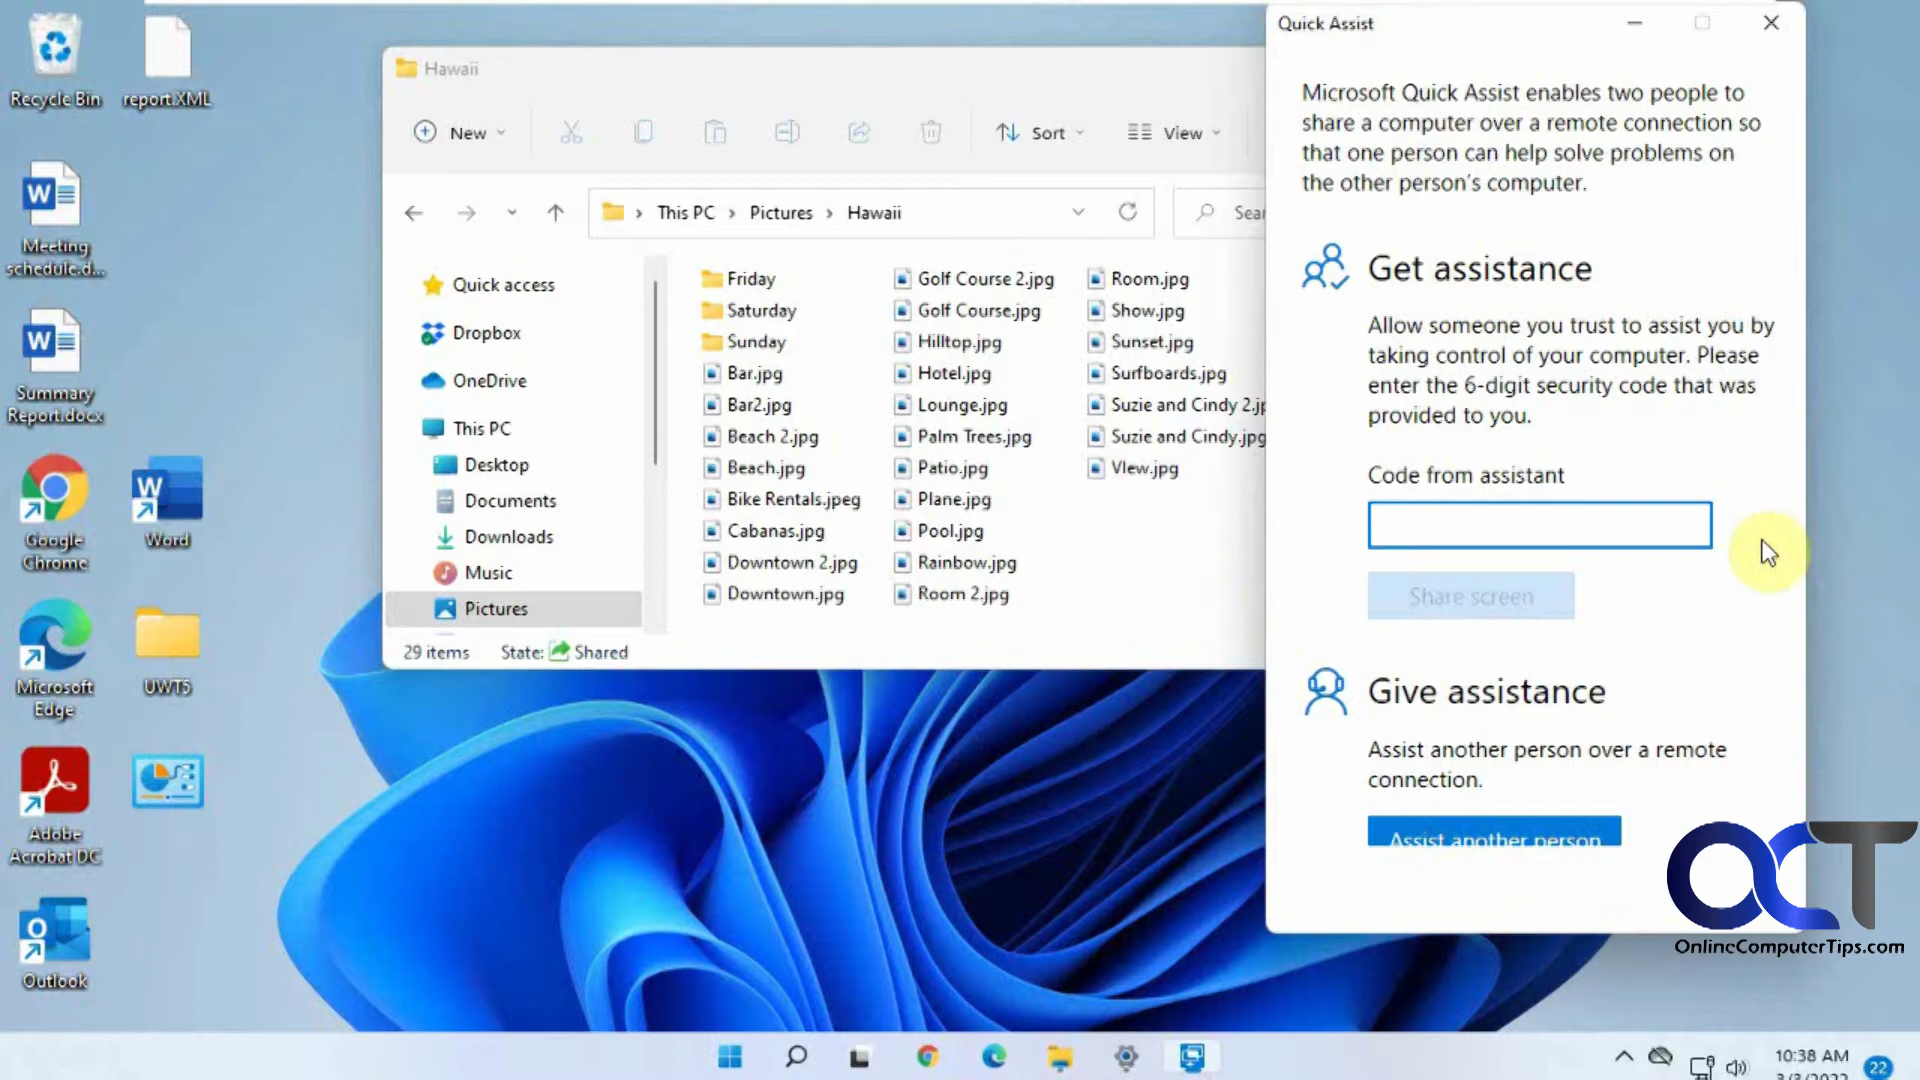 Recycle Bin
report.XML
Meeting
schedule.d...
Summary
Report.docx
Google
Chrome
Word
Microsoft
Edge
UWT5
Adobe
Acrobat DC
Outlook
Hawaii
New
Sort
View
This PC
Pictures
Hawaii
Sear
Quick access
Dropbox
OneDrive
This PC
Desktop
Documents
Downloads
Music
Pictures
Friday
Saturday
Sunday
Bar.jpg
Bar2.jpg
Beach 2.jpg
Beach.jpg
Bike Rentals.jpeg
Cabanas.jpg
Downtown 2.jpg
Downtown.jpg
Golf Course 2.jpg
Golf Course.jpg
Hilltop.jpg
Hotel.jpg
Lounge.jpg
Palm Trees.jpg
Patio.jpg
Plane.jpg
Pool.jpg
Rainbow.jpg
Room 2.jpg
Room.jpg
Show.jpg
Sunset.jpg
Surfboards.jpg
Suzie and Cindy 2.jp
Suzie and Cindy.jpg
VIew.jpg
29 items State: Shared
Quick Assist
Microsoft Quick Assist enables two people to
share a computer over a remote connection so
that one person can help solve problems on
the other person's computer.
Get assistance
Allow someone you trust to assist you by
taking control of your computer. Please
enter the 6-digit security code that was
provided to you.
Code from assistant
Share screen
Give assistance
Assist another person over a remote
connection.
Assist another person
OCT
OnlineComputerTips.com
10:38 AM
22